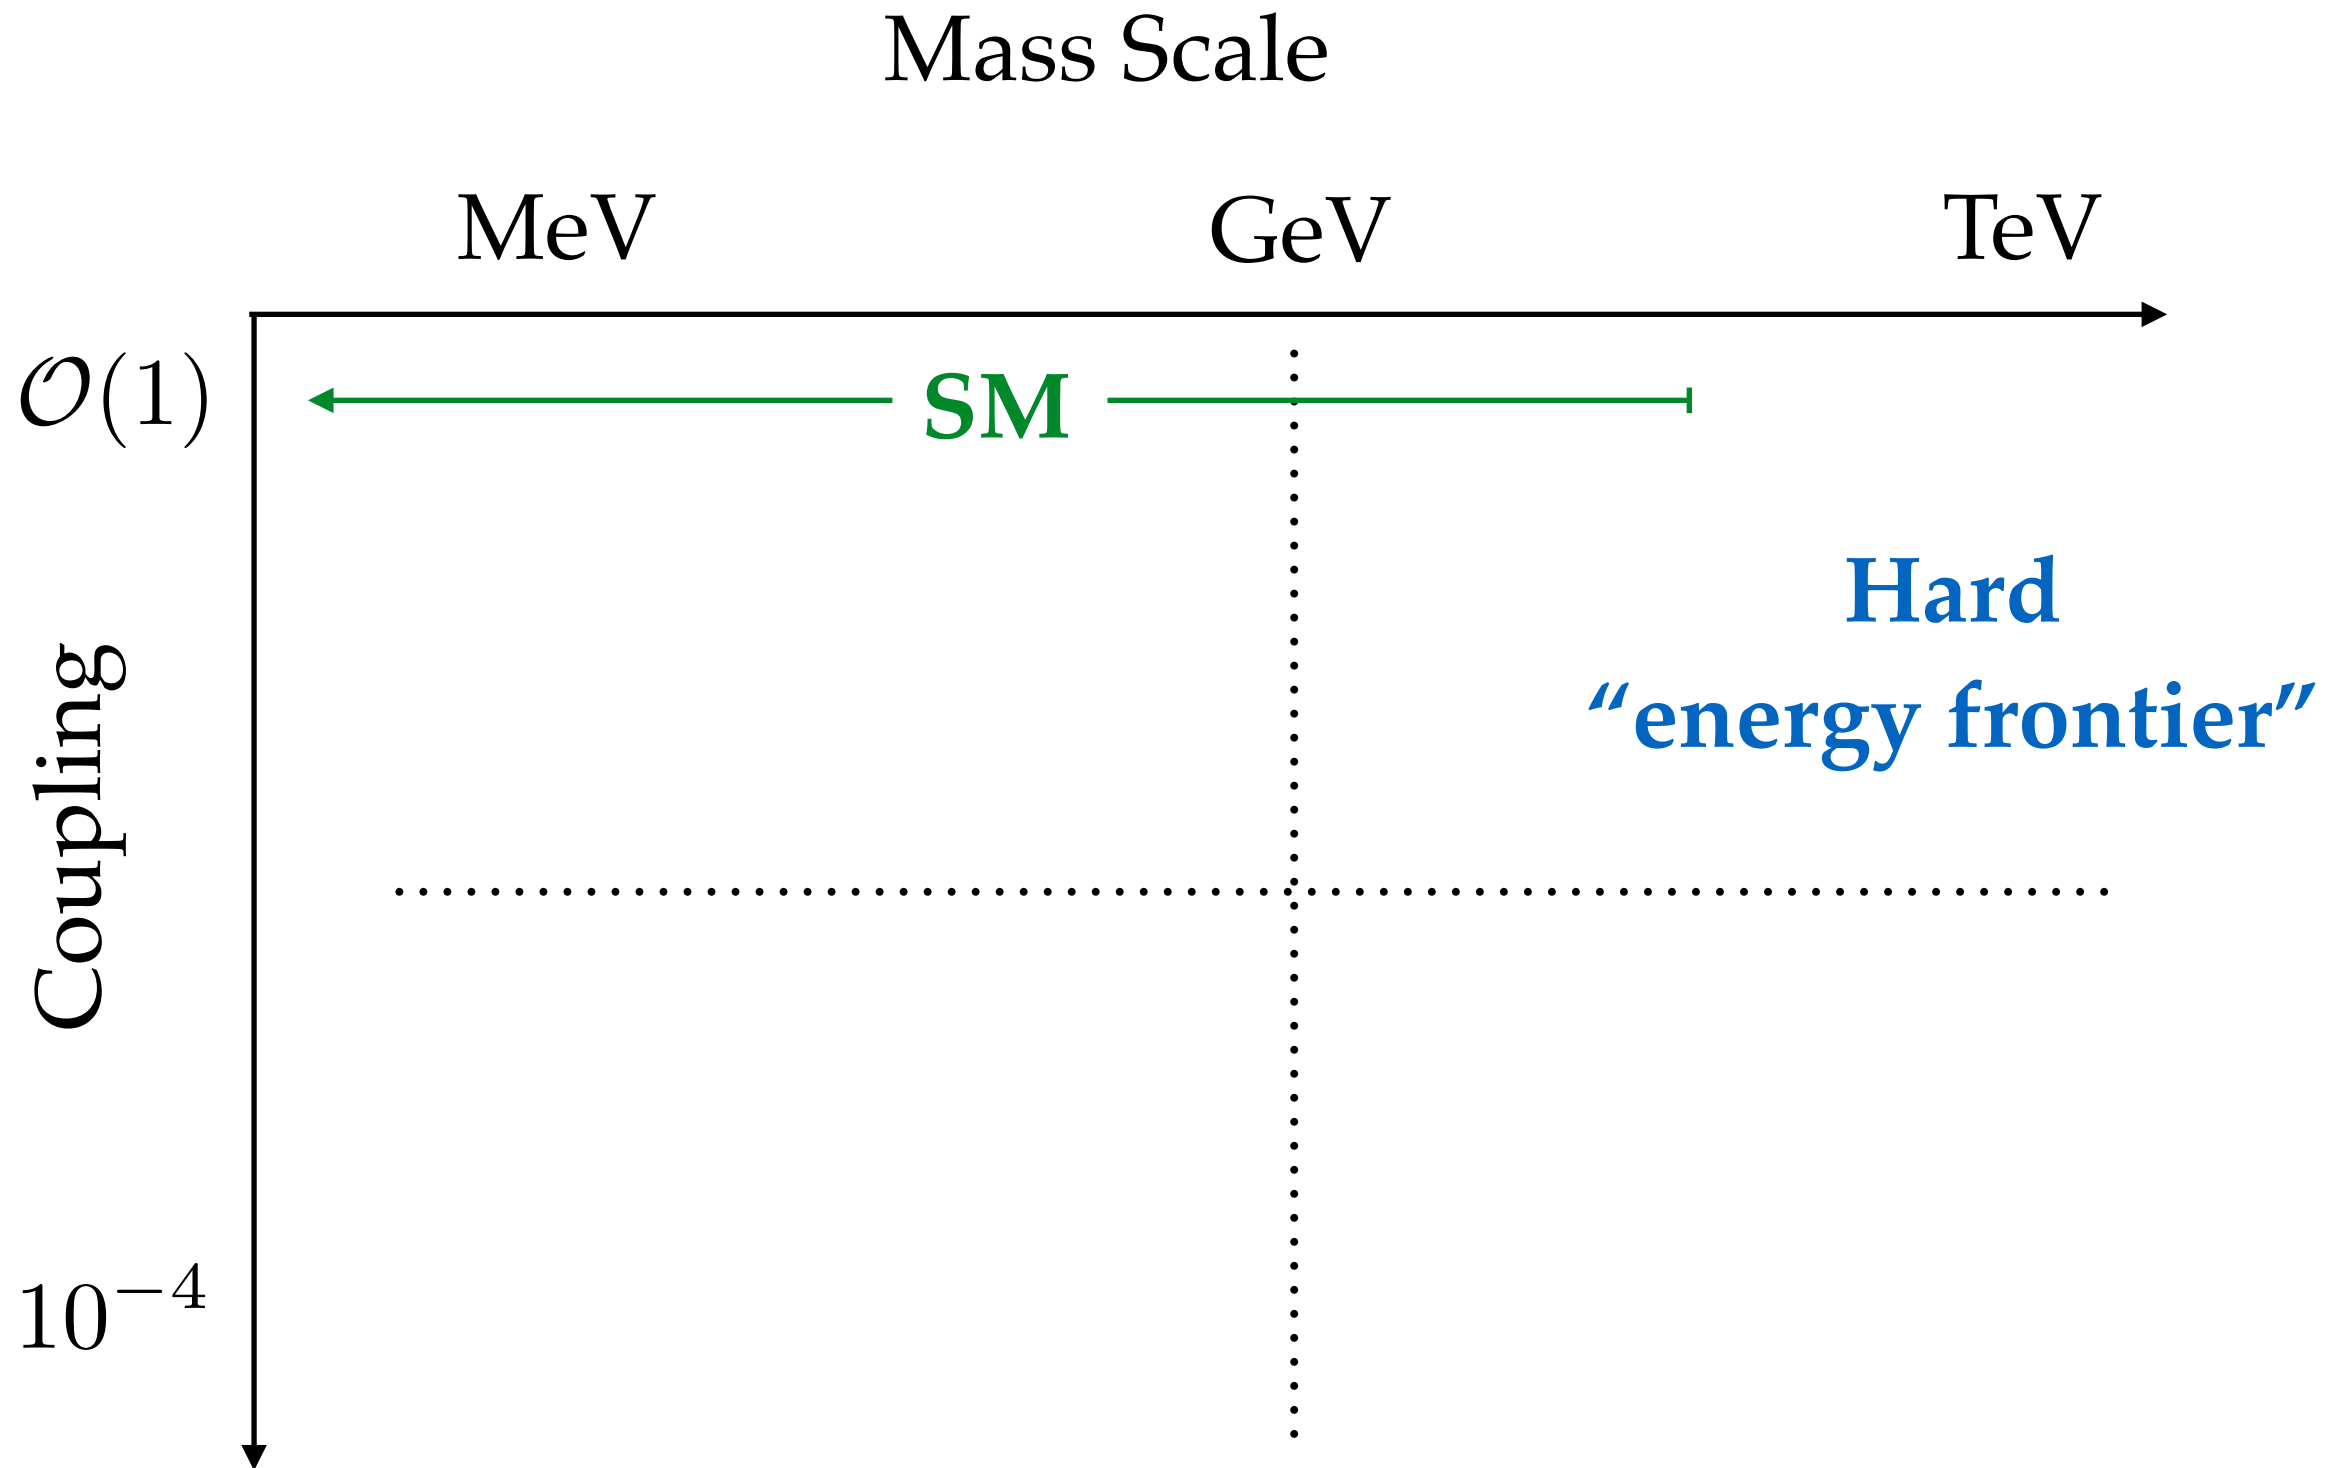 Mass Scale
MeV GeV TeV
𝒪(1)
SM
Hard
“energy frontier”
Coupling
10⁻⁴